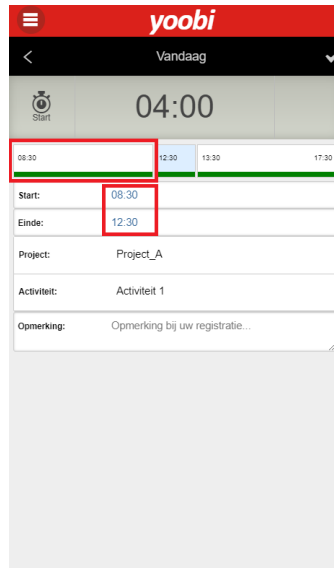 yoobi
Vandaag
Start
04:00
08:30 12:30 13:30 17:30
Start: 08:30
Einde: 12:30
Project: Project_A
Activiteit: Activiteit 1
Opmerking: Opmerking bij uw registratie...